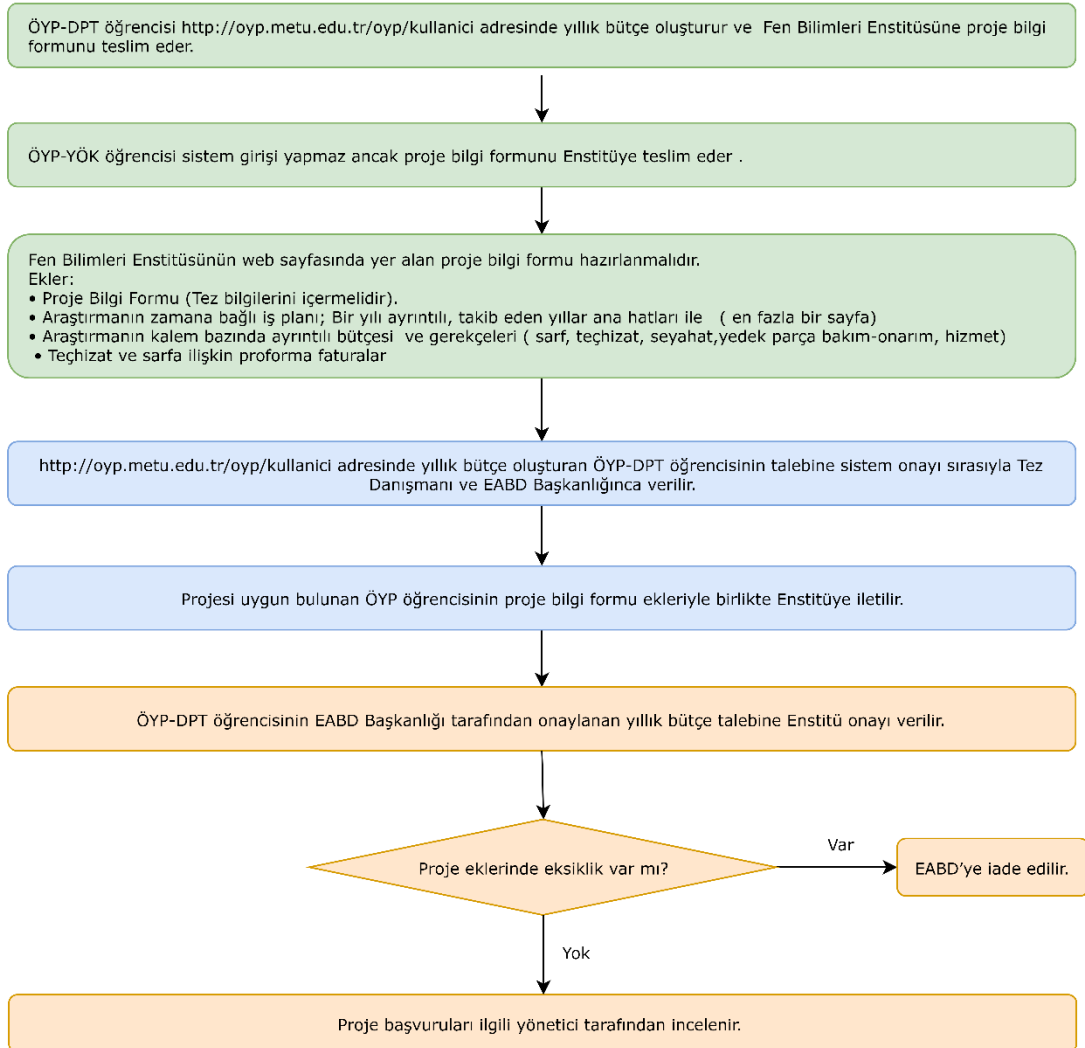 ÖYP-DPT öğrencisi http://oyp.metu.edu.tr/oyp/kullanici adresinde yıllık bütçe oluşturur ve  Fen Bilimleri Enstitüsüne proje bilgi
formunu teslim eder.
ÖYP-YÖK öğrencisi sistem girişi yapmaz ancak proje bilgi formunu Enstitüye teslim eder .
Fen Bilimleri Enstitüsünün web sayfasında yer alan proje bilgi formu hazırlanmalıdır.
Ekler:
• Proje Bilgi Formu (Tez bilgilerini içermelidir).
• Araştırmanın zamana bağlı iş planı; Bir yılı ayrıntılı, takib eden yıllar ana hatları ile   ( en fazla bir sayfa)
• Araştırmanın kalem bazında ayrıntılı bütçesi  ve gerekçeleri ( sarf, teçhizat, seyahat,yedek parça bakım-onarım, hizmet)
• Teçhizat ve sarfa ilişkin proforma faturalar
http://oyp.metu.edu.tr/oyp/kullanici adresinde yıllık bütçe oluşturan ÖYP-DPT öğrencisinin talebine sistem onayı sırasıyla Tez
Danışmanı ve EABD Başkanlığınca verilir.
Projesi uygun bulunan ÖYP öğrencisinin proje bilgi formu ekleriyle birlikte Enstitüye iletilir.
ÖYP-DPT öğrencisinin EABD Başkanlığı tarafından onaylanan yıllık bütçe talebine Enstitü onayı verilir.
Proje eklerinde eksiklik var mı?
Var
EABD’ye iade edilir.
Yok
Proje başvuruları ilgili yönetici tarafından incelenir.